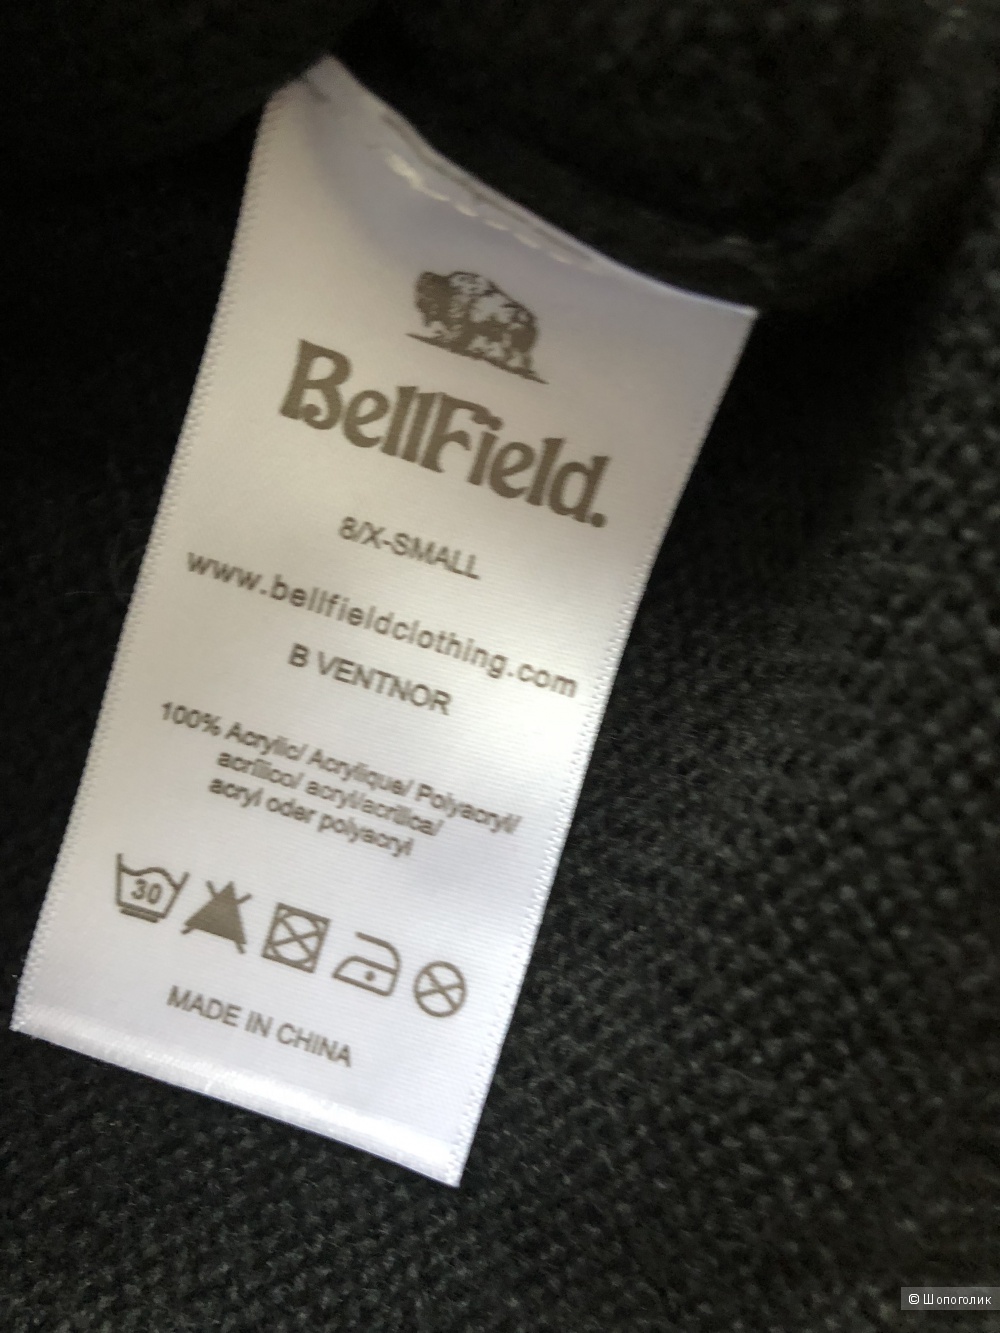 BellField.
8/X-SMALL
www.bellfieldclothing.com
B VENTNOR
100% Acrylic/ Acrylique/ Polyacryl/
acrílico/ acryl/acrilica/
acryl oder polyacryl
30
MADE IN CHINA
© Шопоголик